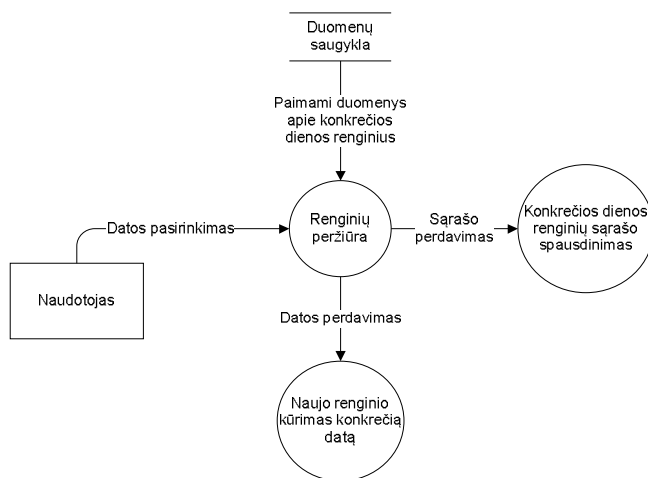 Duomenų
saugykla
Paimami duomenys
apie konkrečios
dienos renginius
Datos pasirinkimas
Renginių
peržiūra
Sąrašo
perdavimas
Konkrečios dienos
renginių sąrašo
spausdinimas
Naudotojas
Datos perdavimas
Naujo renginio
kūrimas konkrečią
datą